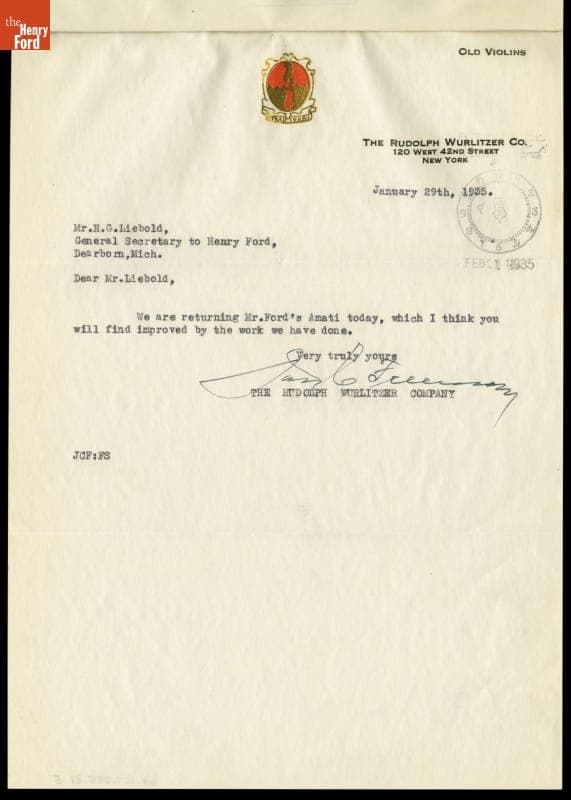 the
Henry
Ford
OLD VIOLINS
THE RUDOLPH WURLITZER CO.
120 WEST 42ND STREET
NEW YORK
January 29th, 1935.
Mr.H.G.Liebold,
General Secretary to Henry Ford,
Dearborn,Mich.
FEB 1 1935
Dear Mr.Liebold,
We are returning Mr.Ford's Amati today, which I think you
will find improved by the work we have done.
Very truly yours
THE RUDOLPH WURLITZER COMPANY
JCF:FS